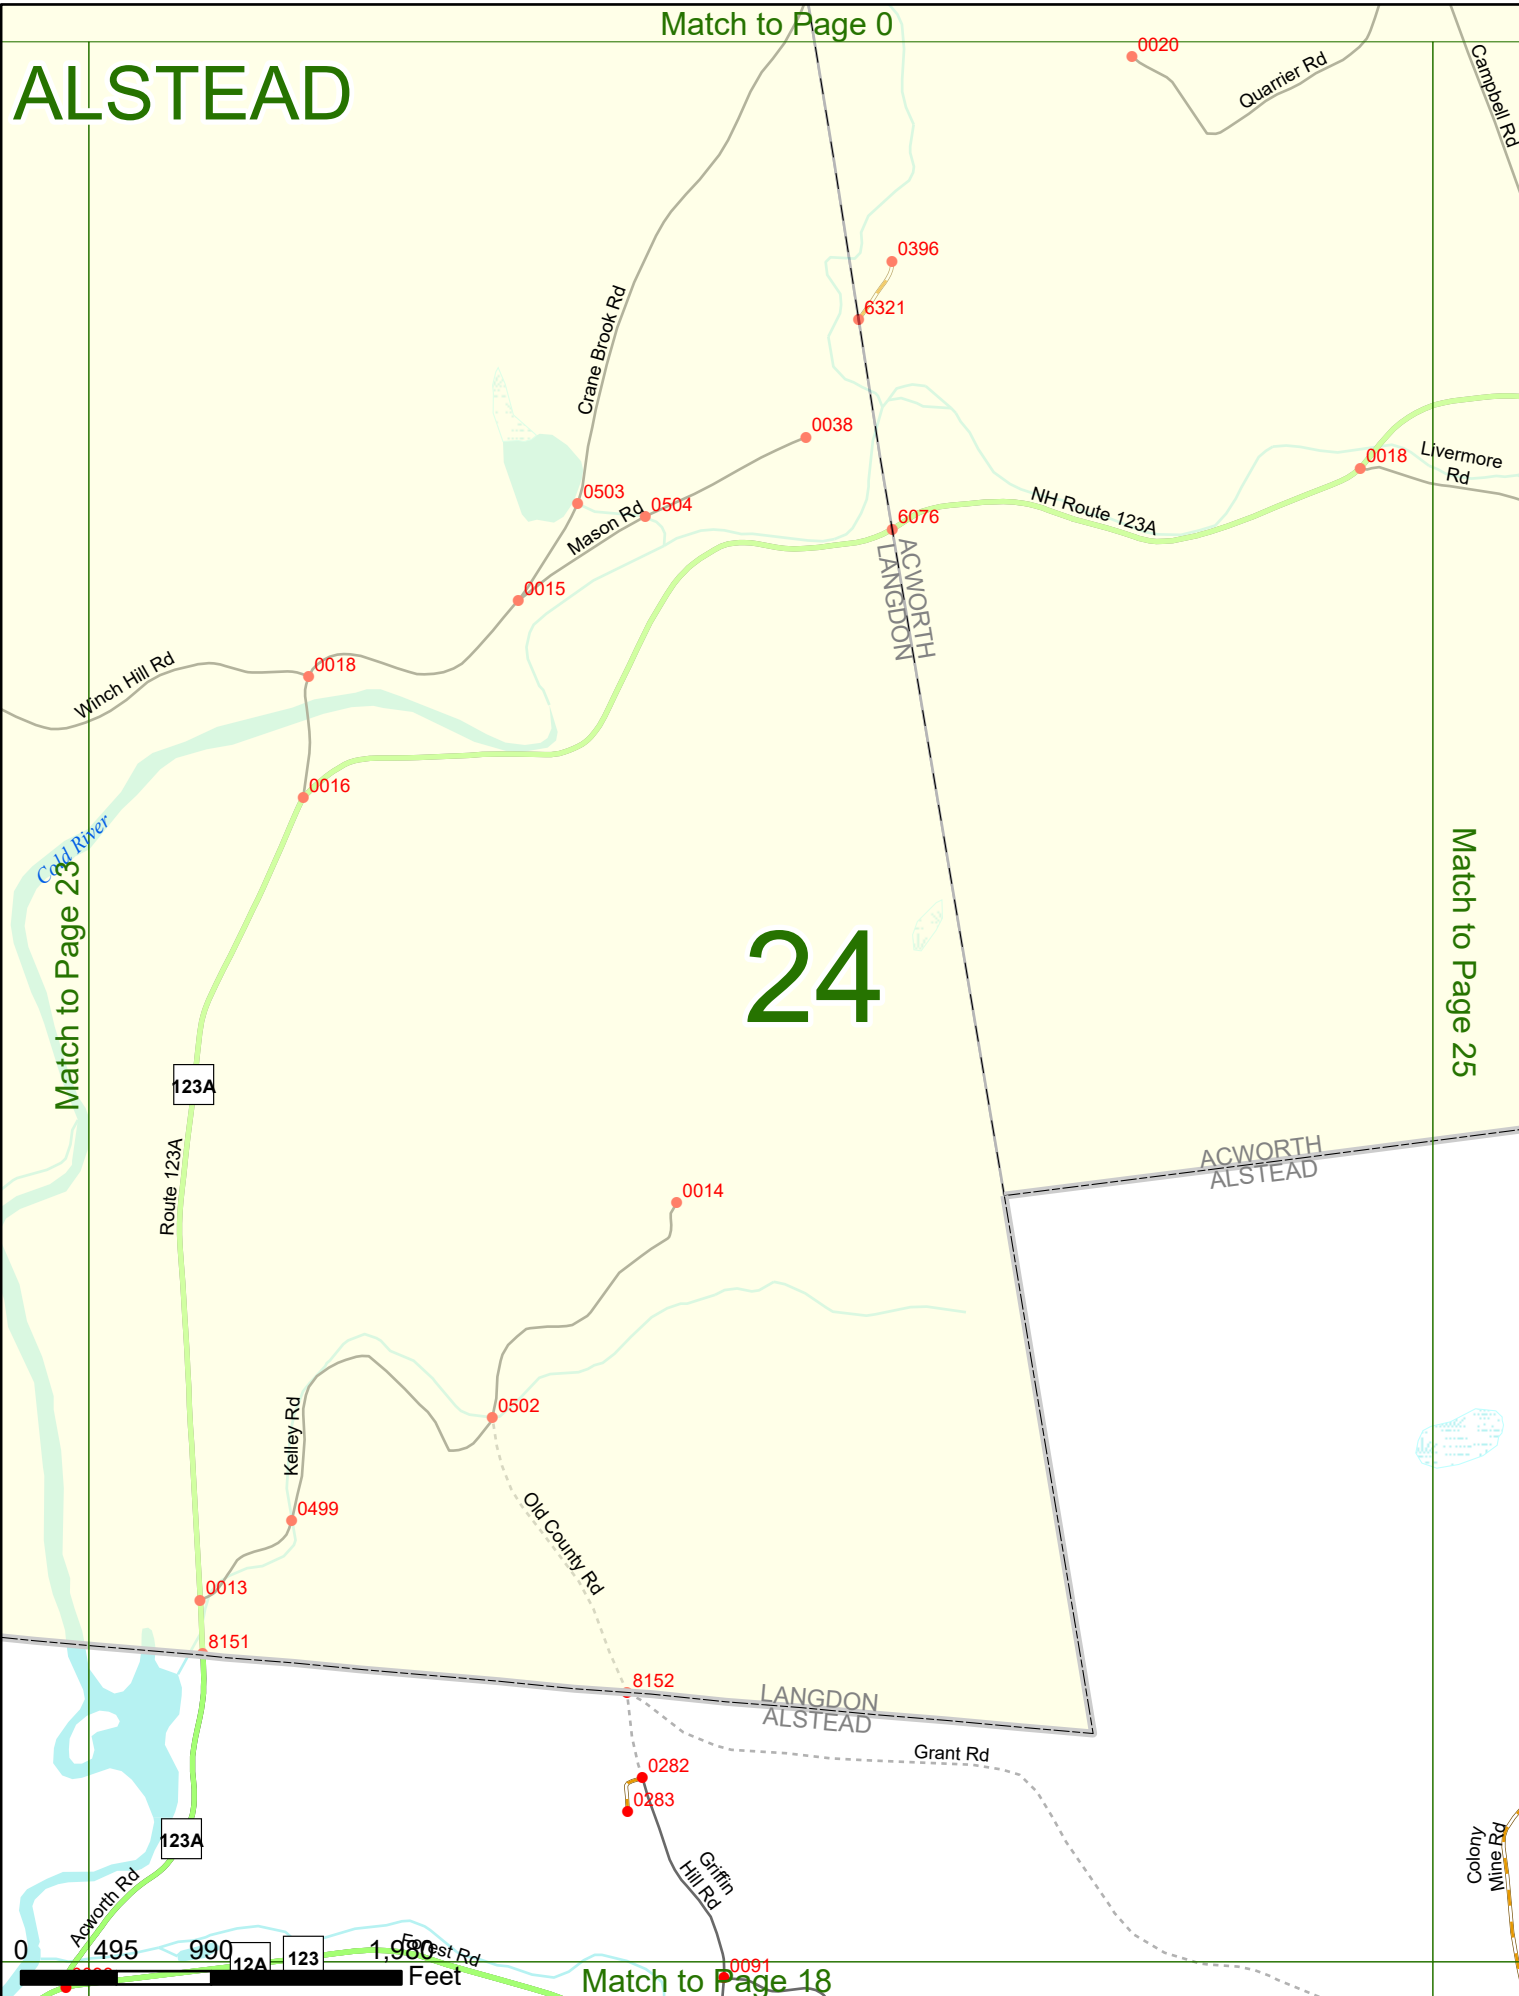 Match to Page 0
ALSTEAD
0020
Quarrier Rd
Campbell Rd
0396
6321
Crane Brook Rd
0038
0018
Livermore
Rd
0503
0504
Mason Rd
NH Route 123A
6076
ACWORTH
LANGDON
0015
Winch Hill Rd
0018
0016
Cold River
Match to Page 23
24
Match to Page 25
123A
Route 123A
ACWORTH
ALSTEAD
0014
0502
Kelley Rd
Old County Rd
0499
0013
8151
8152
LANGDON
ALSTEAD
Grant Rd
0282
0283
123A
Griffin
Hill Rd
Colony
Mine Rd
Acworth Rd
0 495 990 1,980
Feet
12A
123
Forest Rd
0091
Match to Page 18